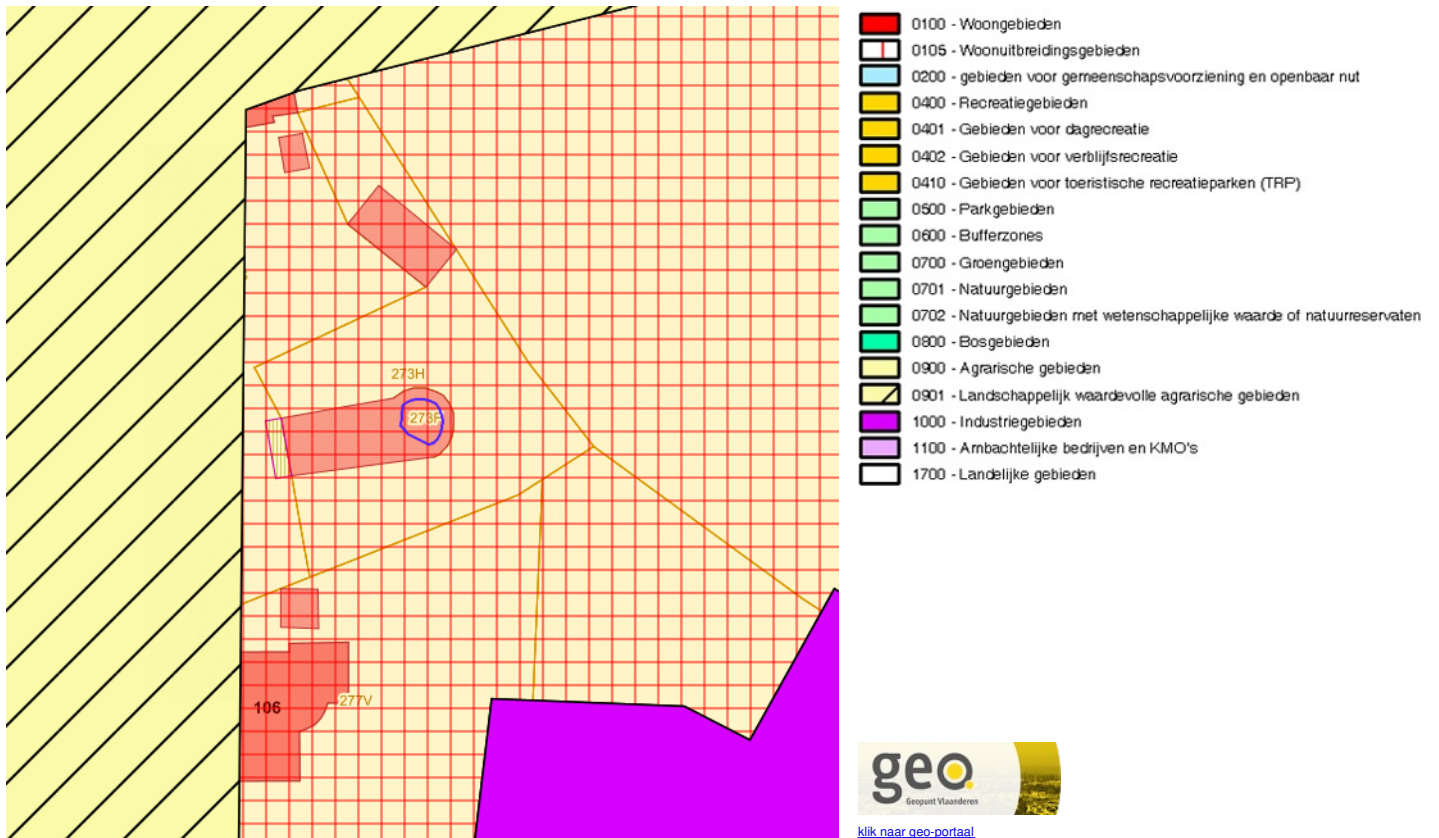 273H
273F
106
277V
0100 - Woongebieden
0105 - Woonuitbreidingsgebieden
0200 - gebieden voor gemeenschapsvoorziening en openbaar nut
0400 - Recreatiegebieden
0401 - Gebieden voor dagrecreatie
0402 - Gebieden voor verblijfsrecreatie
0410 - Gebieden voor toeristische recreatieparken (TRP)
0500 - Parkgebieden
0600 - Bufferzones
0700 - Groengebieden
0701 - Natuurgebieden
0702 - Natuurgebieden met wetenschappelijke waarde of natuurreservaten
0800 - Bosgebieden
0900 - Agrarische gebieden
0901 - Landschappelijk waardevolle agrarische gebieden
1000 - Industriegebieden
1100 - Ambachtelijke bedrijven en KMO's
1700 - Landelijke gebieden
geo.
Geopunt Vlaanderen
klik naar geo-portaal